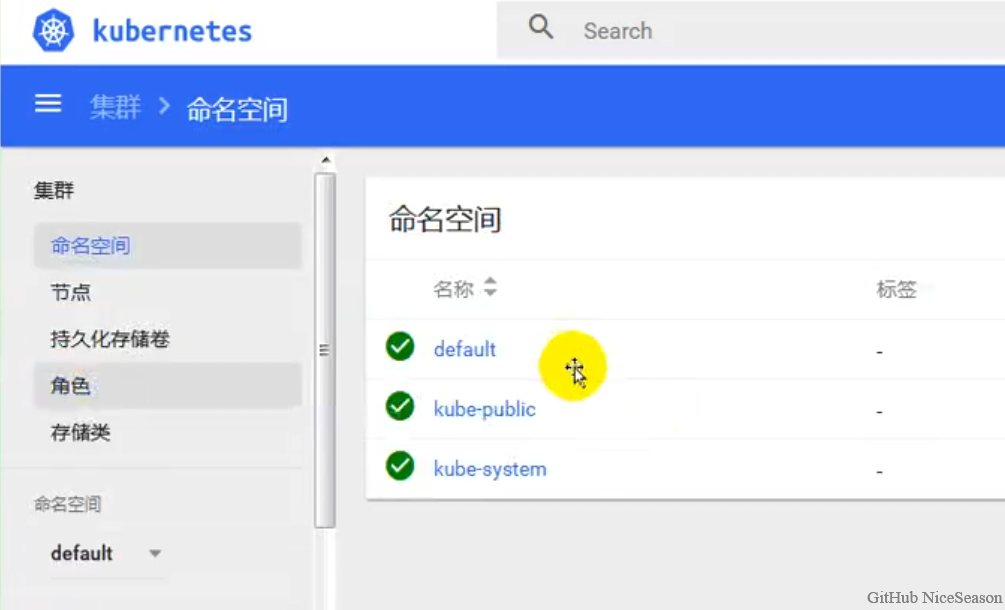 kubernetes
Search
集群 > 命名空间
集群
命名空间
节点
持久化存储卷
角色
存储类
命名空间
default
命名空间
名称 标签
default -
kube-public -
kube-system -
GitHub NiceSeason